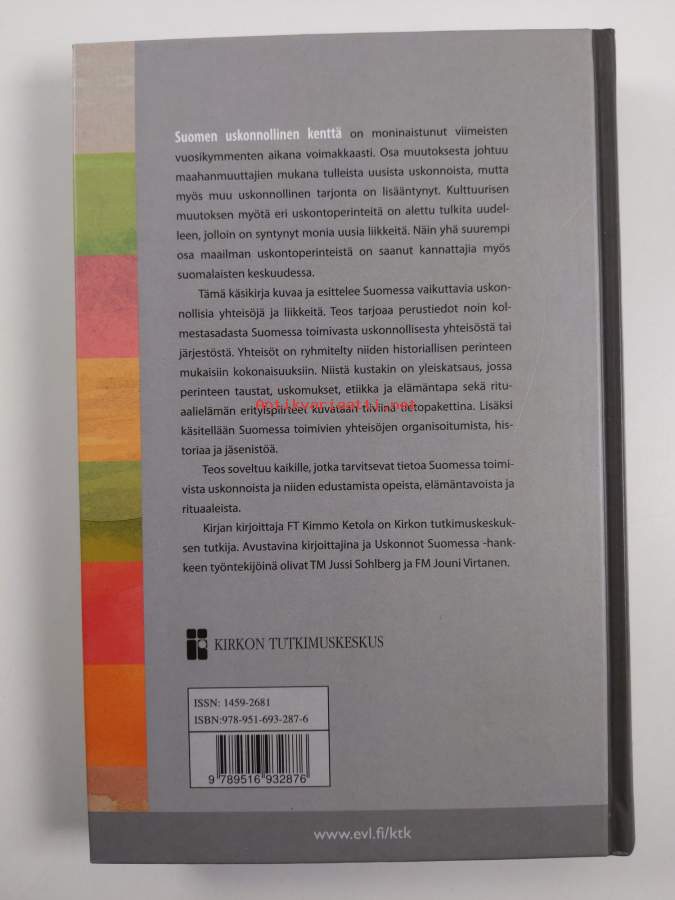 Suomen uskonnollinen kenttä on moninaistunut viimeisten
vuosikymmenten aikana voimakkaasti. Osa muutoksesta johtuu
maahanmuuttajien mukana tulleista uusista uskonnoista, mutta
myös muu uskonnollinen tarjonta on lisääntynyt. Kulttuurisen
muutoksen myötä eri uskontoperinteitä on alettu tulkita uudel-
leen, jolloin on syntynyt monia uusia liikkeitä. Näin yhä suurempi
osa maailman uskontoperinteistä on saanut kannattajia myös
suomalaisten keskuudessa.
Tämä käsikirja kuvaa ja esittelee Suomessa vaikuttavia uskon-
nollisia yhteisöjä ja liikkeitä. Teos tarjoaa perustiedot noin kol-
mestasadasta Suomessa toimivasta uskonnollisesta yhteisöstä tai
järjestöstä. Yhteisöt on ryhmitelty niiden historiallisen perinteen
mukaisiin kokonaisuuksiin. Niistä kustakin on yleiskatsaus, jossa
perinteen taustat, uskomukset, etiikka ja elämäntapa sekä ritu-
Antikvariaatti.net
aalielämän erityispiirteet kuvataan tiiviinä tietopakettina. Lisäksi
käsitellään Suomessa toimivien yhteisöjen organisoitumista, his-
toriaa ja jäsenistöä.
Teos soveltuu kaikille, jotka tarvitsevat tietoa Suomessa toimi-
vista uskonnoista ja niiden edustamista opeista, elämäntavoista ja
rituaaleista.
Kirjan kirjoittaja FT Kimmo Ketola on Kirkon tutkimuskeskuk-
sen tutkija. Avustavina kirjoittajina ja Uskonnot Suomessa -hank-
keen työntekijöinä olivat TM Jussi Sohlberg ja FM Jouni Virtanen.
KIRKON TUTKIMUSKESKUS
ISSN: 1459-2681
ISBN:978-951-693-287-6
9 789516 932876
www.evl.fi/ktk